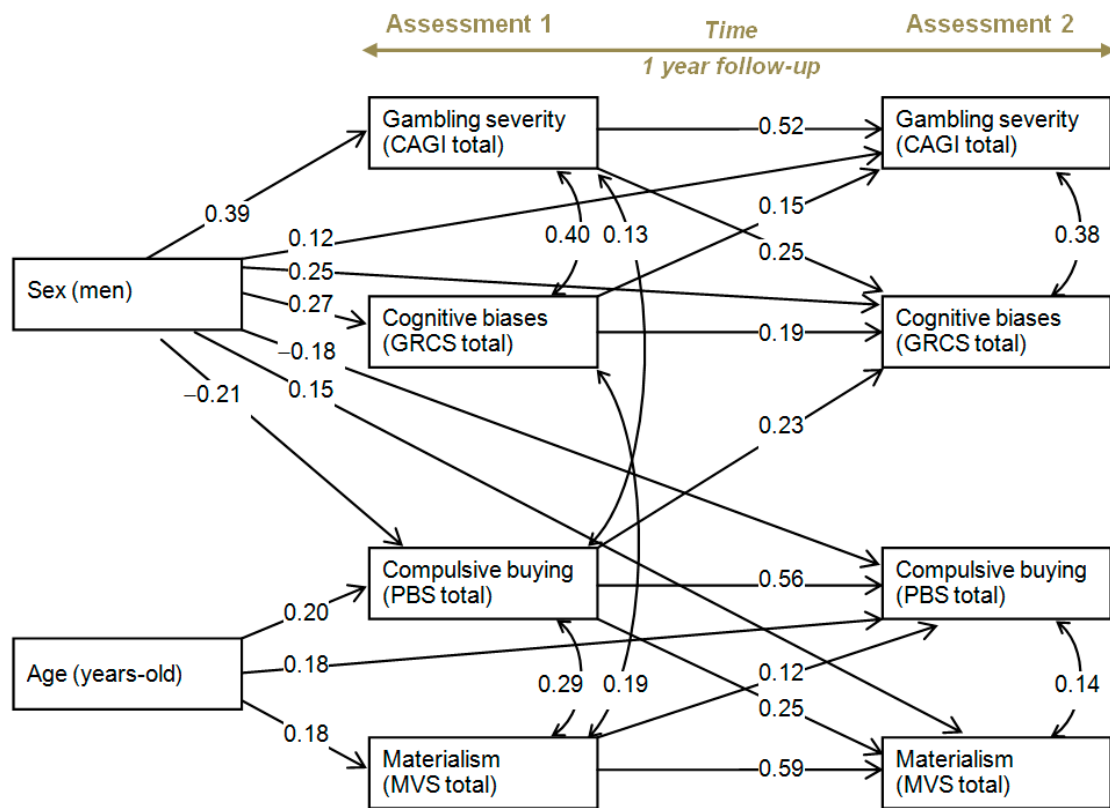 Assessment 1
Time
Assessment 2
1 year follow-up
Gambling severity
(CAGI total)
0.52
Gambling severity
(CAGI total)
0.39
0.12
0.40
0.13
0.15
0.25
0.38
Sex (men)
0.25
0.27
Cognitive biases
(GRCS total)
0.19
Cognitive biases
(GRCS total)
−0.18
−0.21
0.15
0.23
Compulsive buying
(PBS total)
0.56
Compulsive buying
(PBS total)
0.20
Age (years-old)
0.18
0.29
0.19
0.12
0.25
0.14
0.18
Materialism
(MVS total)
0.59
Materialism
(MVS total)